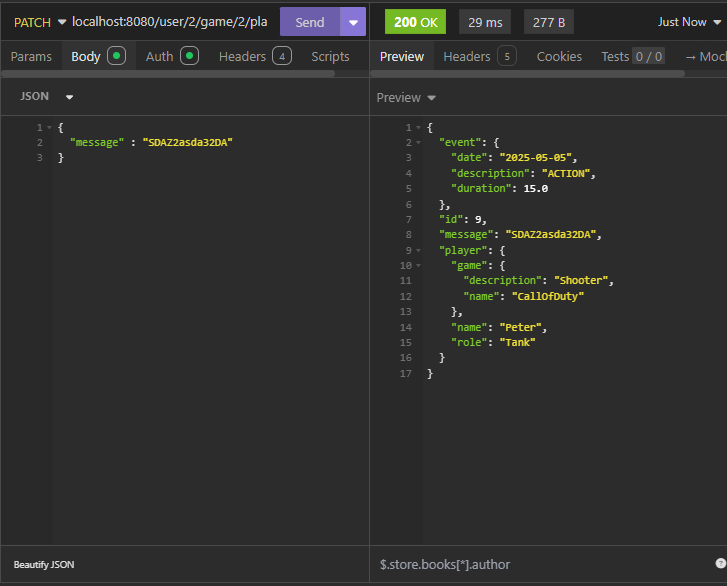 PATCH localhost:8080/user/2/game/2/pla Send 200 OK 29 ms 277 B Just Now
Params Body Auth Headers 4 Scripts Preview Headers 5 Cookies Tests 0 / 0 → Moc
JSON
Preview
1 {
2 "message" : "SDAZ2asda32DA"
3 }
1 {
2 "event": {
3 "date": "2025-05-05",
4 "description": "ACTION",
5 "duration": 15.0
6 },
7 "id": 9,
8 "message": "SDAZ2asda32DA",
9 "player": {
10 "game": {
11 "description": "Shooter",
12 "name": "CallOfDuty"
13 },
14 "name": "Peter",
15 "role": "Tank"
16 }
17 }
Beautify JSON
$.store.books[*].author